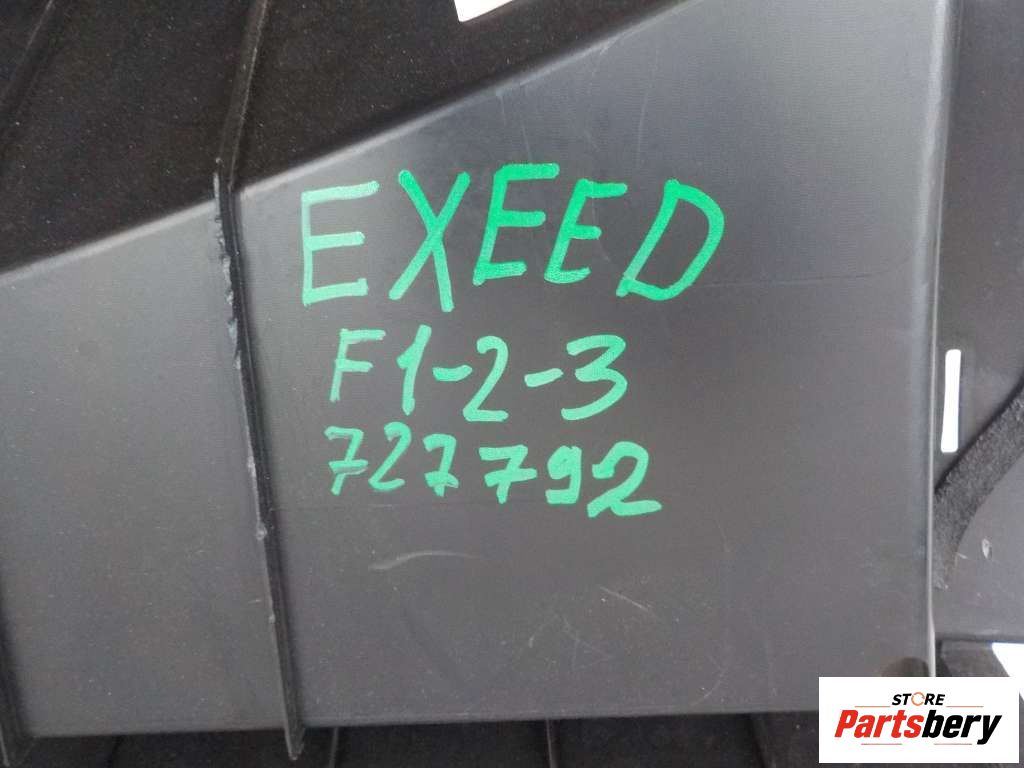 EXEED
F1-2-3
727792
STORE
Partsbery